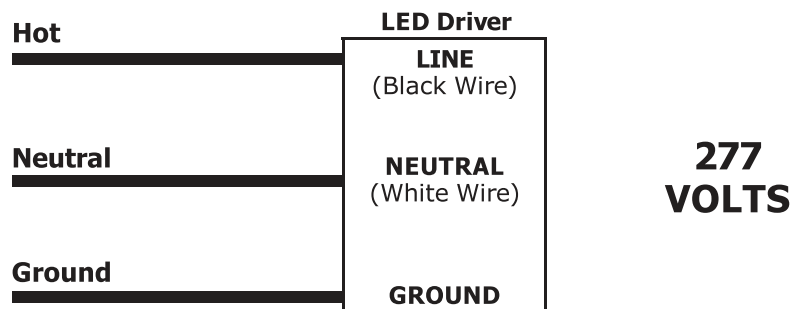 LED Driver
Hot
LINE
(Black Wire)
Neutral
NEUTRAL
(White Wire)
277
VOLTS
Ground
GROUND